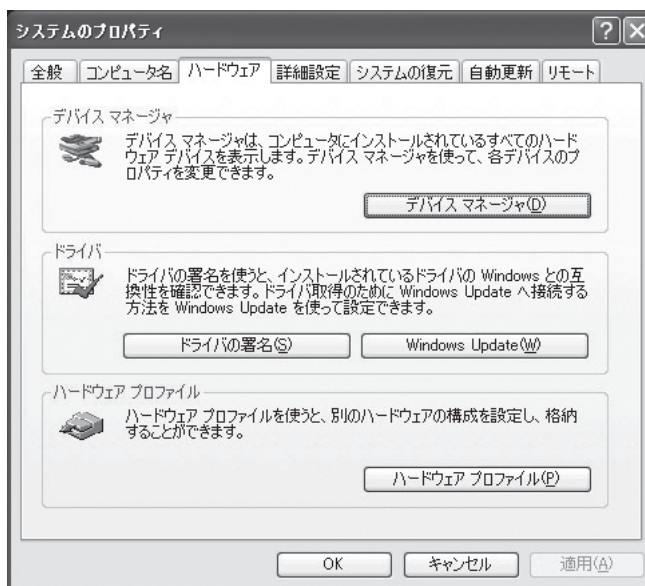 システムのプロパティ
全般 コンピュータ名 ハードウェア 詳細設定 システムの復元 自動更新 リモート
デバイス マネージャ
デバイス マネージャは、コンピュータにインストールされているすべてのハード
ウェア デバイスを表示します。デバイス マネージャを使って、各デバイスのプ
ロパティを変更できます。
デバイス マネージャ(D)
ドライバ
ドライバの署名を使うと、インストールされているドライバの Windows との互
換性を確認できます。ドライバ取得のために Windows Update へ接続する
方法を Windows Update を使って設定できます。
ドライバの署名(S) Windows Update(W)
ハードウェア プロファイル
ハードウェア プロファイルを使うと、別のハードウェアの構成を設定し、格納
することができます。
ハードウェア プロファイル(P)
OK キャンセル 適用(A)